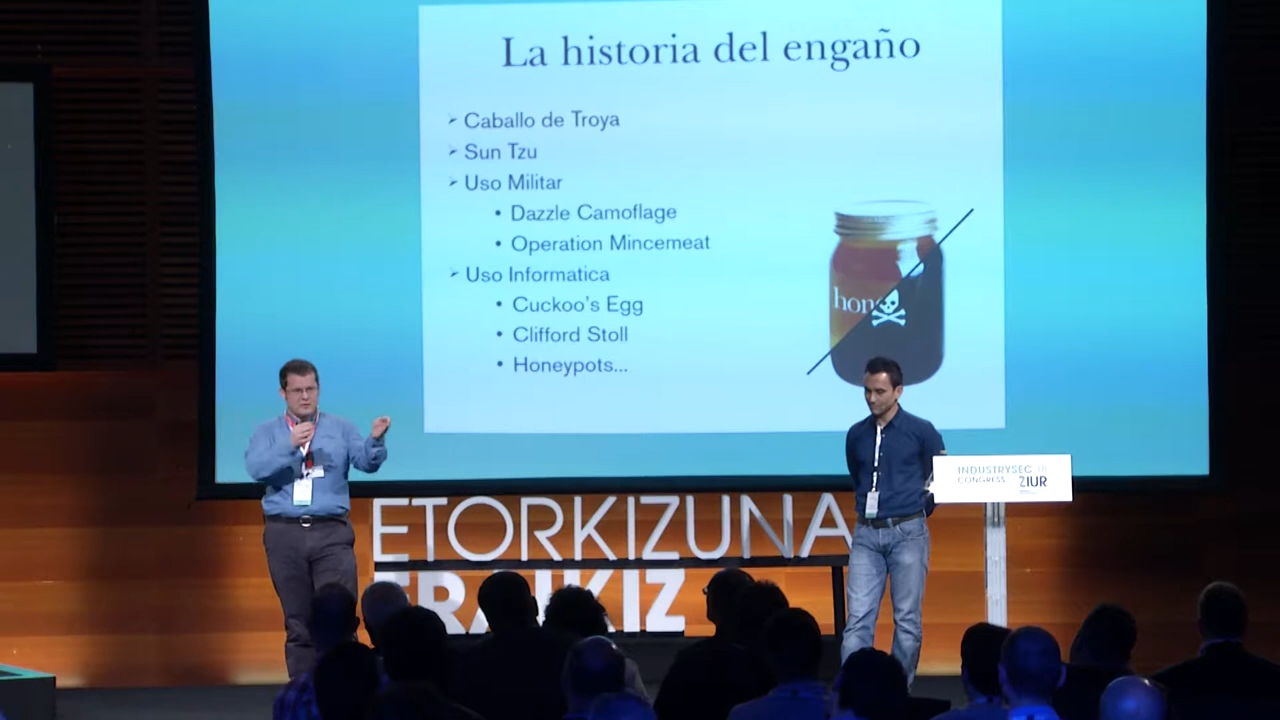 La historia del engaño
➢ Caballo de Troya
➢ Sun Tzu
➢ Uso Militar
• Dazzle Camoflage
• Operation Mincemeat
➢ Uso Informatica
• Cuckoo's Egg
• Clifford Stoll
• Honeypots...
hon
INDUSTRYSEC
CONGRESS
ZIUR
ETORKIZUNA
ERAIKIZ